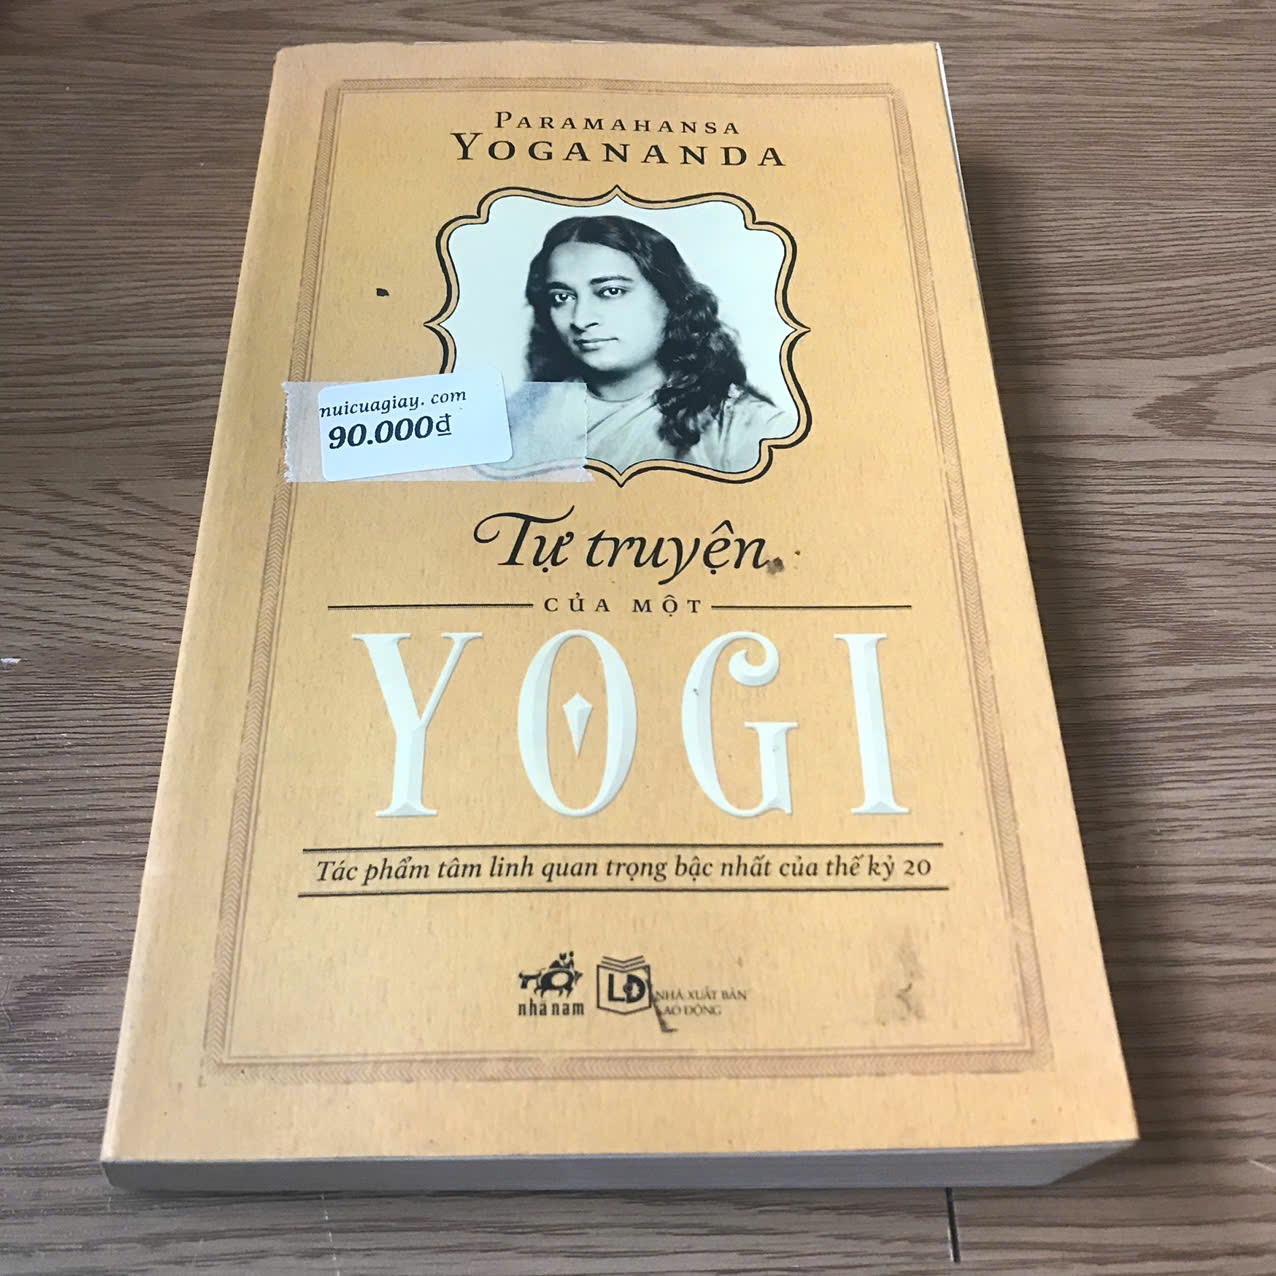 PARAMAHANSA
YOGANANDA
nuicuagiay. com
90.000đ
Tự truyện
CỦA MỘT
YOGI
Tác phẩm tâm linh quan trọng bậc nhất của thế kỷ 20
nhã nam
LĐ
NHÀ XUẤT BẢN
LAO ĐỘNG